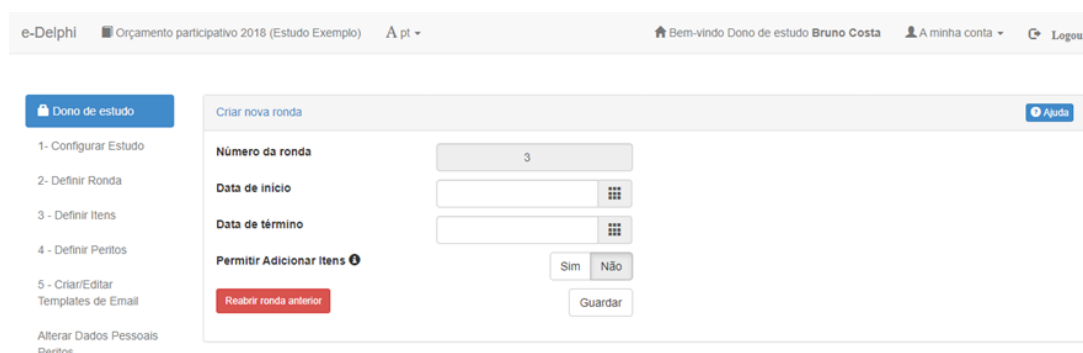 e-Delphi Orçamento participativo 2018 (Estudo Exemplo) A pt Bem-vindo Dono de estudo Bruno Costa A minha conta Logou
Dono de estudo
1- Configurar Estudo
2- Definir Ronda
3 - Definir Itens
4 - Definir Peritos
5 - Criar/Editar
Templates de Email
Alterar Dados Pessoais
Peritos
Criar nova ronda Ajuda
Número da ronda 3
Data de início
Data de término
Permitir Adicionar Itens Sim Não
Reabrir ronda anterior Guardar